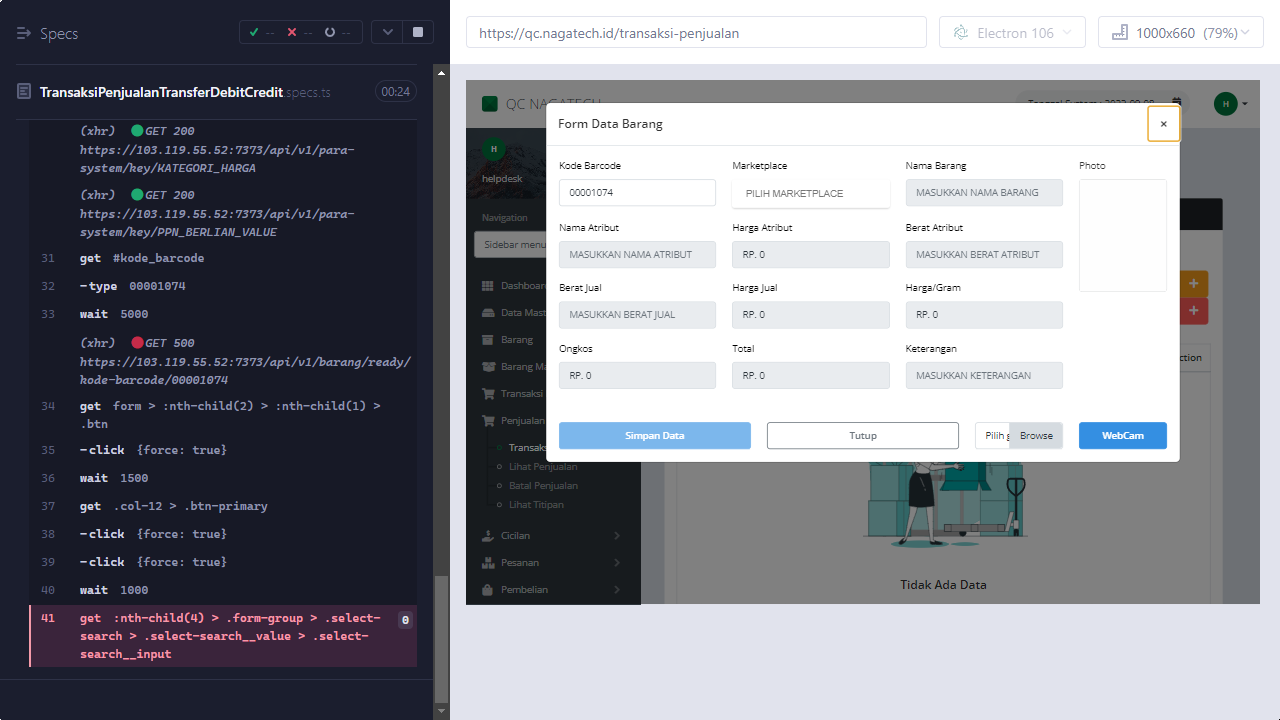 Specs
--
--
--
TransaksiPenjualanTransferDebitCredit.specs.ts
00:24
(xhr) GET 200
https://103.119.55.52:7373/api/v1/para-
system/key/KATEGORI_HARGA
(xhr) GET 200
https://103.119.55.52:7373/api/v1/para-
system/key/PPN_BERLIAN_VALUE
31 get #kode_barcode
32 -type 00001074
33 wait 5000
(xhr) GET 500
https://103.119.55.52:7373/api/v1/barang/ready/
kode-barcode/00001074
34 get form > :nth-child(2) > :nth-child(1) >
.btn
35 -click {force: true}
36 wait 1500
37 get .col-12 > .btn-primary
38 -click {force: true}
39 -click {force: true}
40 wait 1000
41 get :nth-child(4) > .form-group > .select- 0
search > .select-search__value > .select-
search__input
https://qc.nagatech.id/transaksi-penjualan
Electron 106
1000x660 (79%)
QC NAGATECH
H
H
helpdesk
Navigation
Sidebar menu
Dashboar
Data Mast
Barang
Barang Ma
Transaksi
Penjualan
Transaks
Lihat Penjualan
Batal Penjualan
Lihat Titipan
Cicilan
Pesanan
Pembelian
Form Data Barang
×
Kode Barcode
Marketplace
Nama Barang
Photo
00001074
PILIH MARKETPLACE
MASUKKAN NAMA BARANG
Nama Atribut
Harga Atribut
Berat Atribut
MASUKKAN NAMA ATRIBUT
RP. 0
MASUKKAN BERAT ATRIBUT
Berat Jual
Harga Jual
Harga/Gram
MASUKKAN BERAT JUAL
RP. 0
RP. 0
Ongkos
Total
Keterangan
RP. 0
RP. 0
MASUKKAN KETERANGAN
Simpan Data
Tutup
Pilih g
Browse
WebCam
ction
Tidak Ada Data